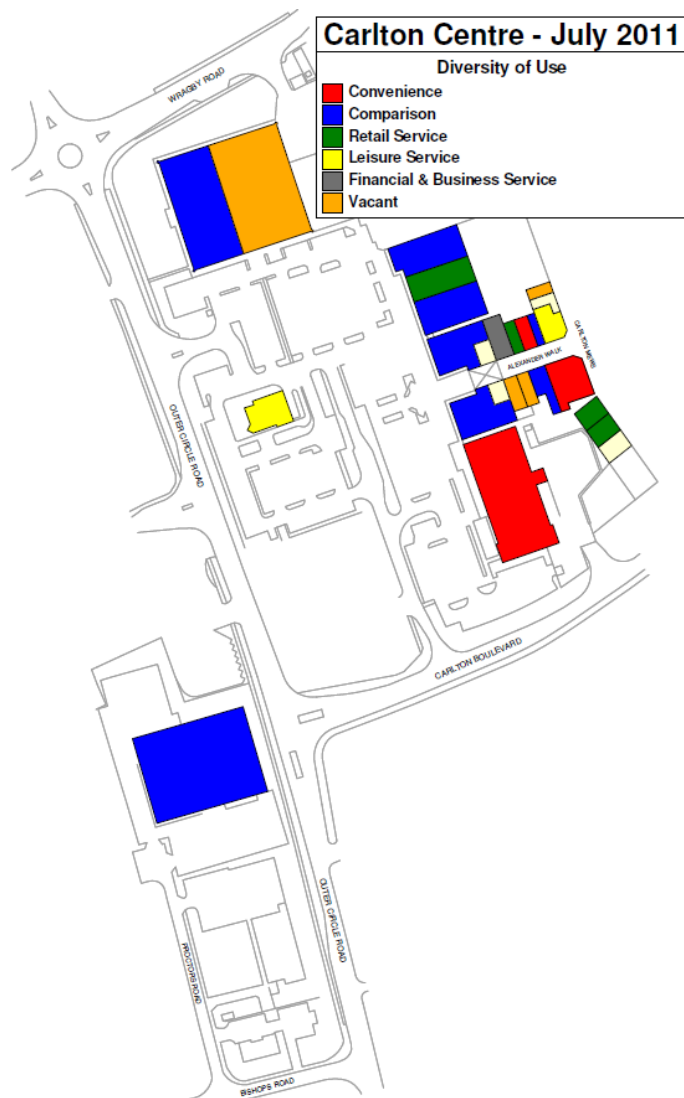 Carlton Centre - July 2011
Diversity of Use
Convenience
Comparison
Retail Service
Leisure Service
Financial & Business Service
Vacant
WRAGBY ROAD
CARLTON MEWS
ALEXANDER WALK
OUTER CIRCLE ROAD
CARLTON BOULEVARD
OUTER CIRCLE ROAD
PROCTORS ROAD
BISHOPS ROAD